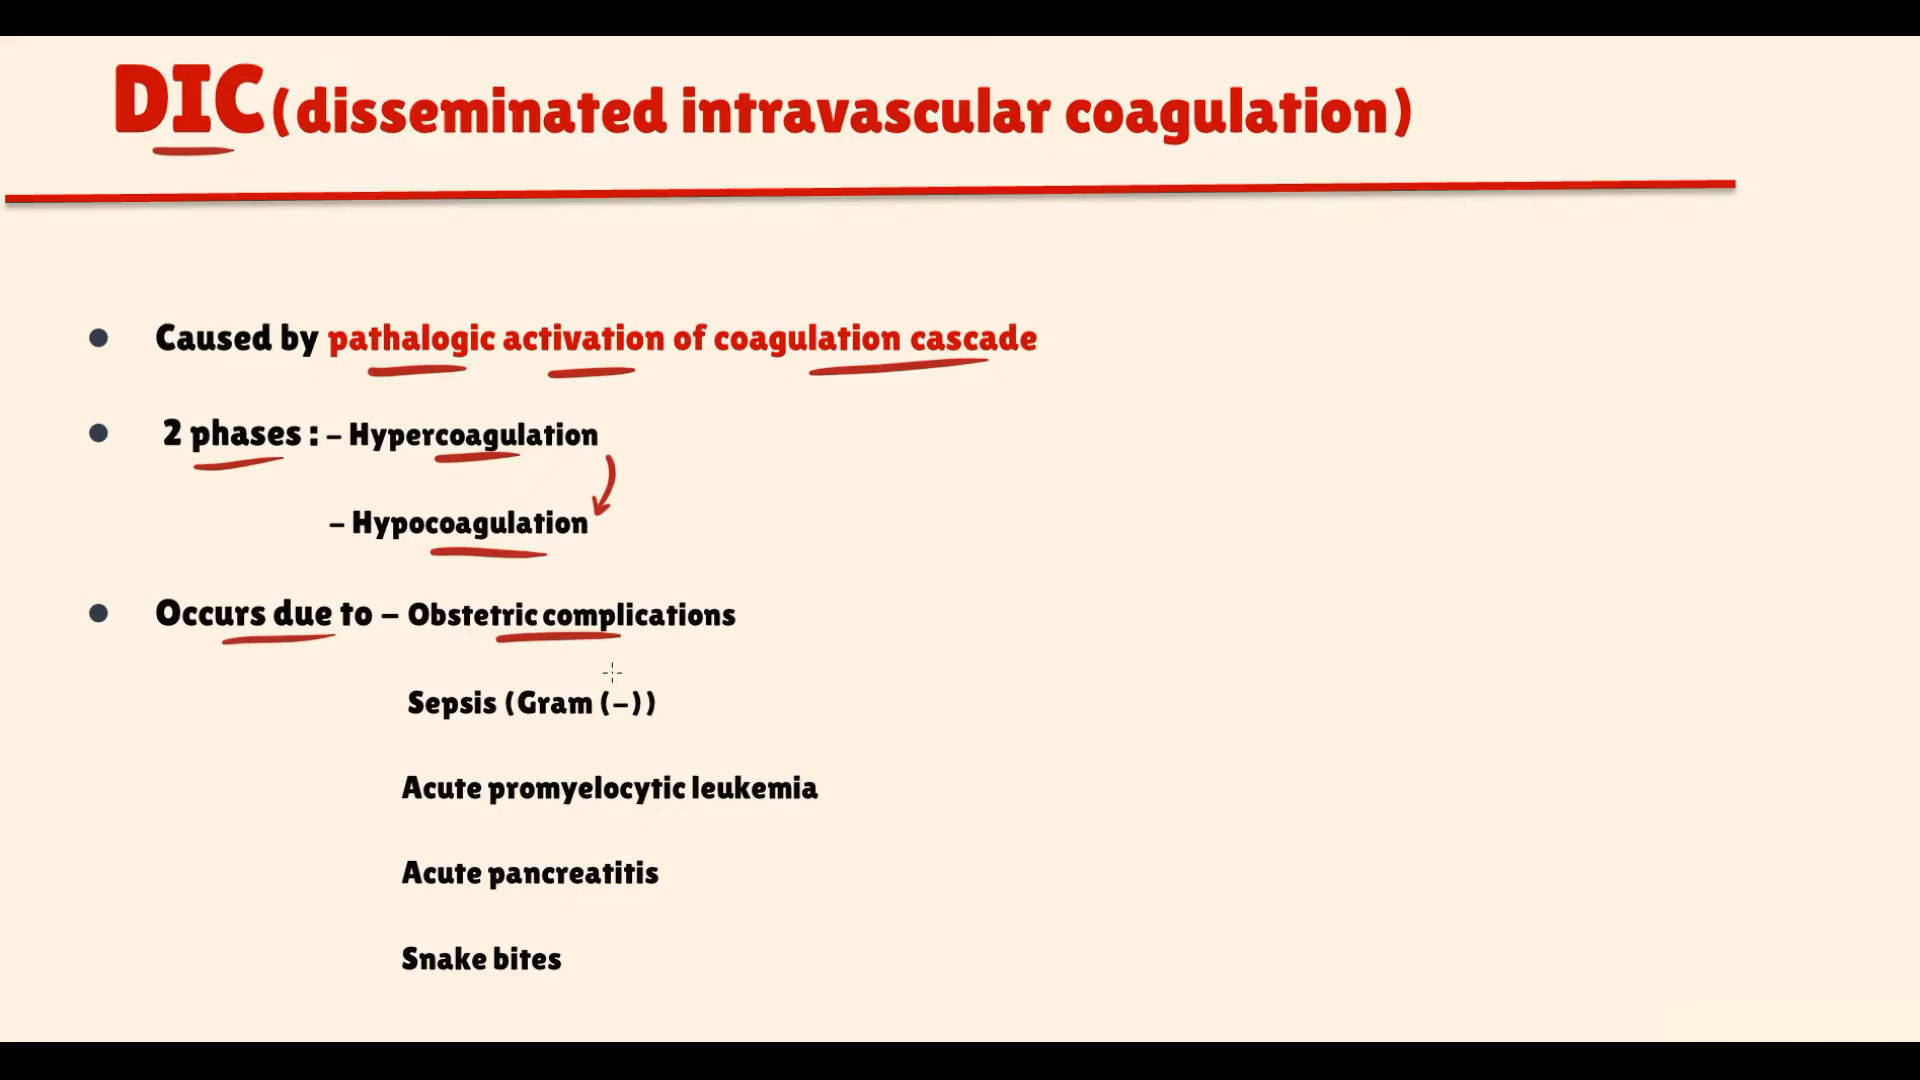 DIC (disseminated intravascular coagulation)
Caused by pathalogic activation of coagulation cascade
2 phases : – Hypercoagulation
– Hypocoagulation
Occurs due to – Obstetric complications
Sepsis (Gram (–))
Acute promyelocytic leukemia
Acute pancreatitis
Snake bites